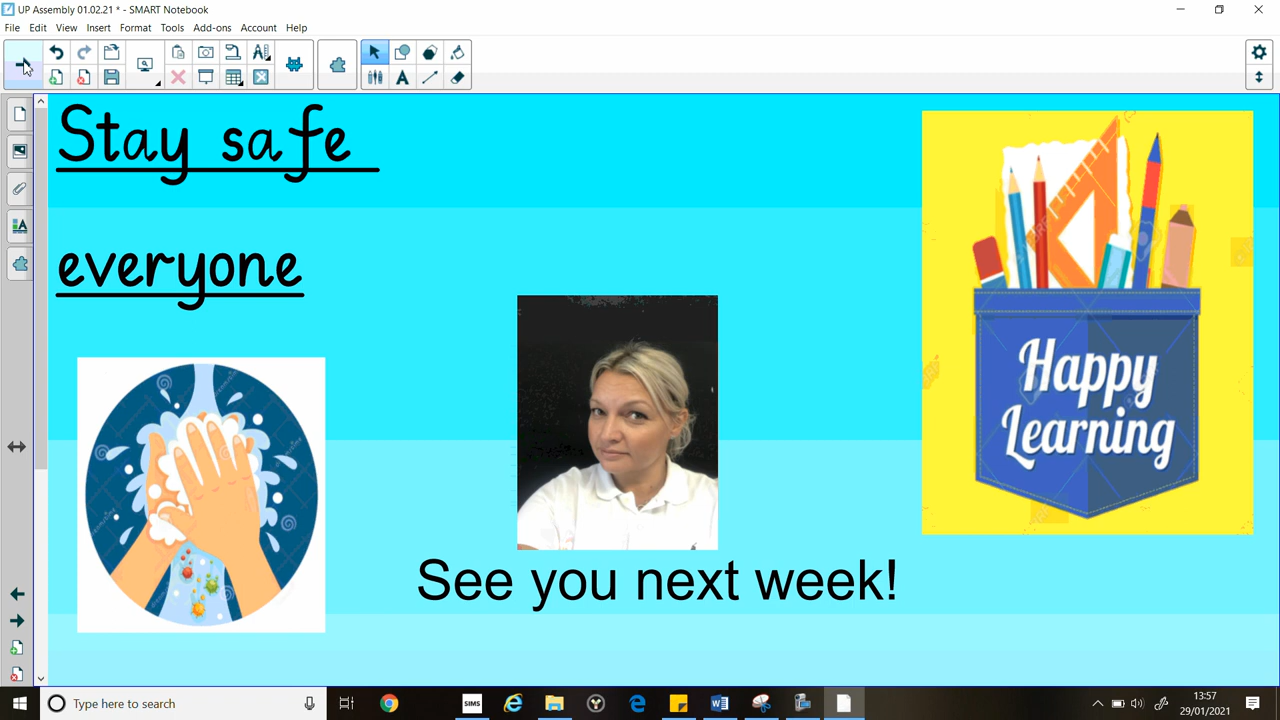 UP Assembly 01.02.21 * - SMART Notebook
File Edit View Insert Format Tools Add-ons Account Help
Stay safe
everyone
Happy
Learning
See you next week!
Type here to search
SIMS
13:57
29/01/2021